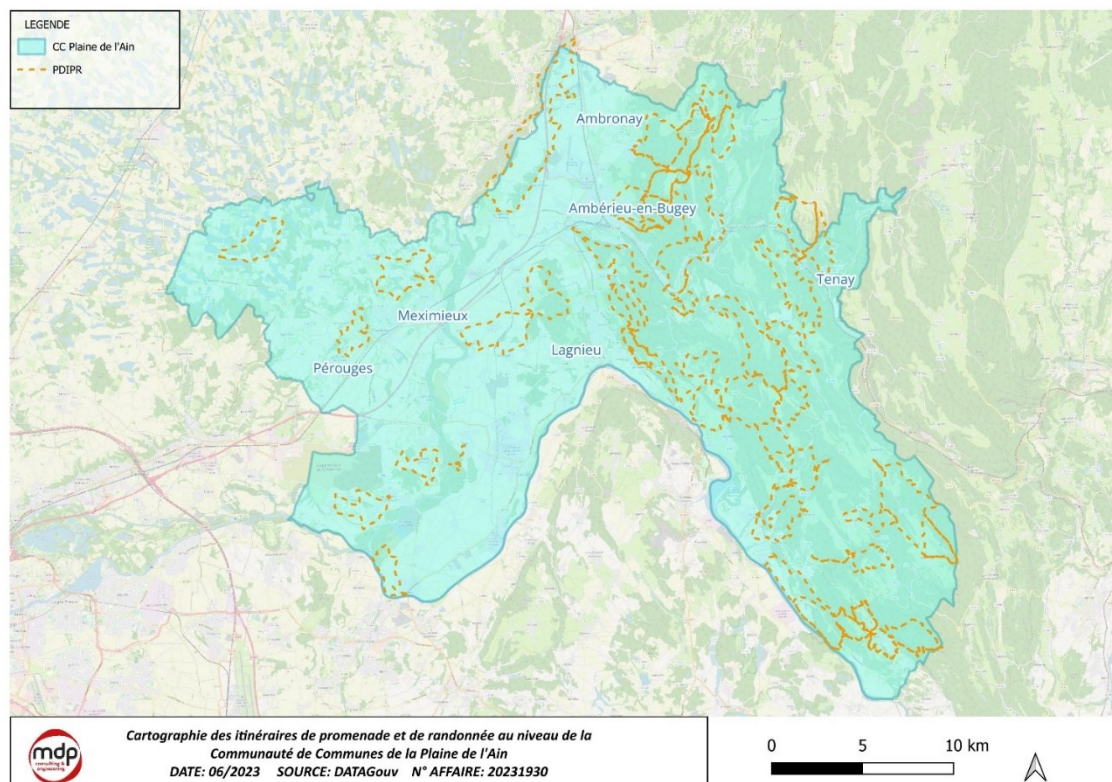 LEGENDE
CC Plaine de l'Ain
PDIPR
Ambronay
Ambérieu-en-Bugey
Tenay
Meximieux
Lagnieu
Pérouges
mdp
consulting &
engineering
Cartographie des itinéraires de promenade et de randonnée au niveau de la
Communauté de Communes de la Plaine de l'Ain
DATE: 06/2023 SOURCE: DATAGouv N° AFFAIRE: 20231930
0 5 10 km